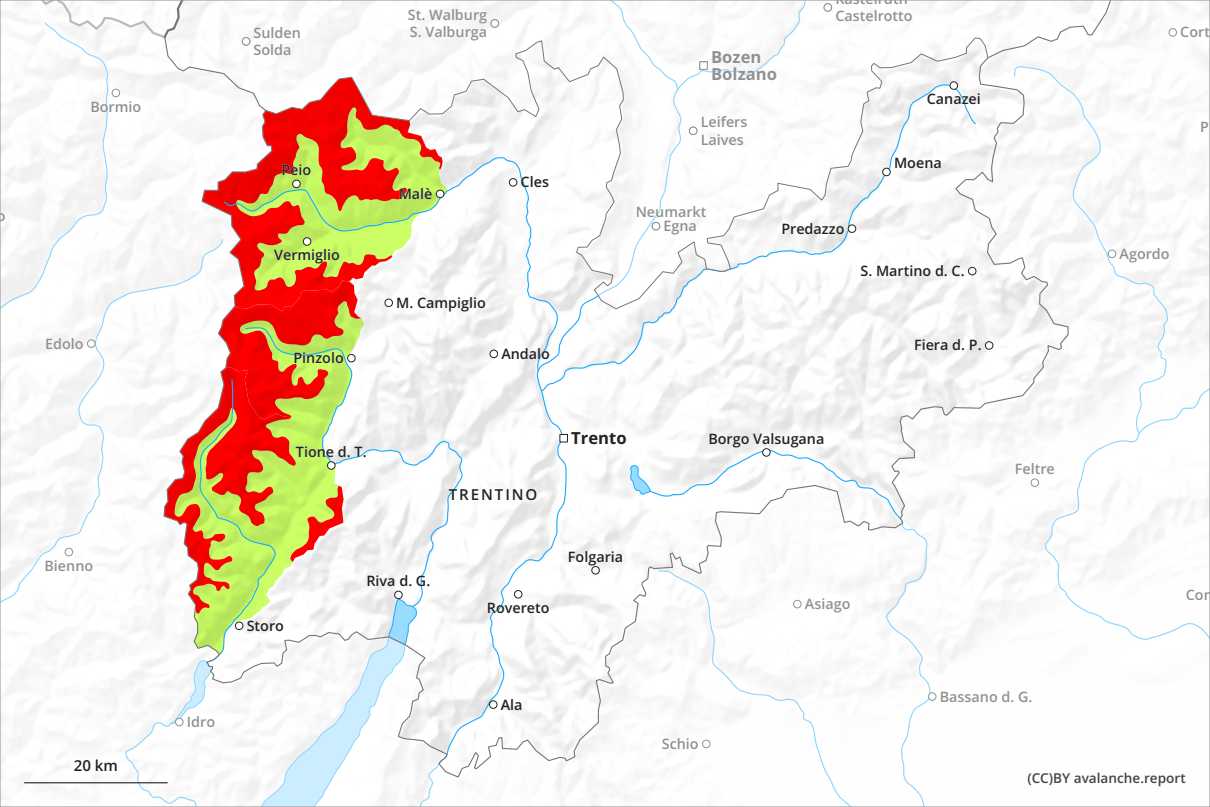 Kastelruth
Castelrotto
St. Walburg
S. Valburga
Sulden
Solda
Cort
Bozen
Bolzano
Bormio
Canazei
Leifers
Laives
P
Moena
Peio
Cles
Malè
Neumarkt
Egna
Predazzo
Agordo
Vermiglio
S. Martino d. C.
M. Campiglio
Edolo
Andalo
Fiera d. P.
Pinzolo
Trento
Borgo Valsugana
Tione d. T.
Feltre
TRENTINO
Folgaria
Bienno
Riva d. G.
Cor
Rovereto
Asiago
Storo
Bassano d. G.
Ala
Idro
Schio
20 km
(CC)BY avalanche.report